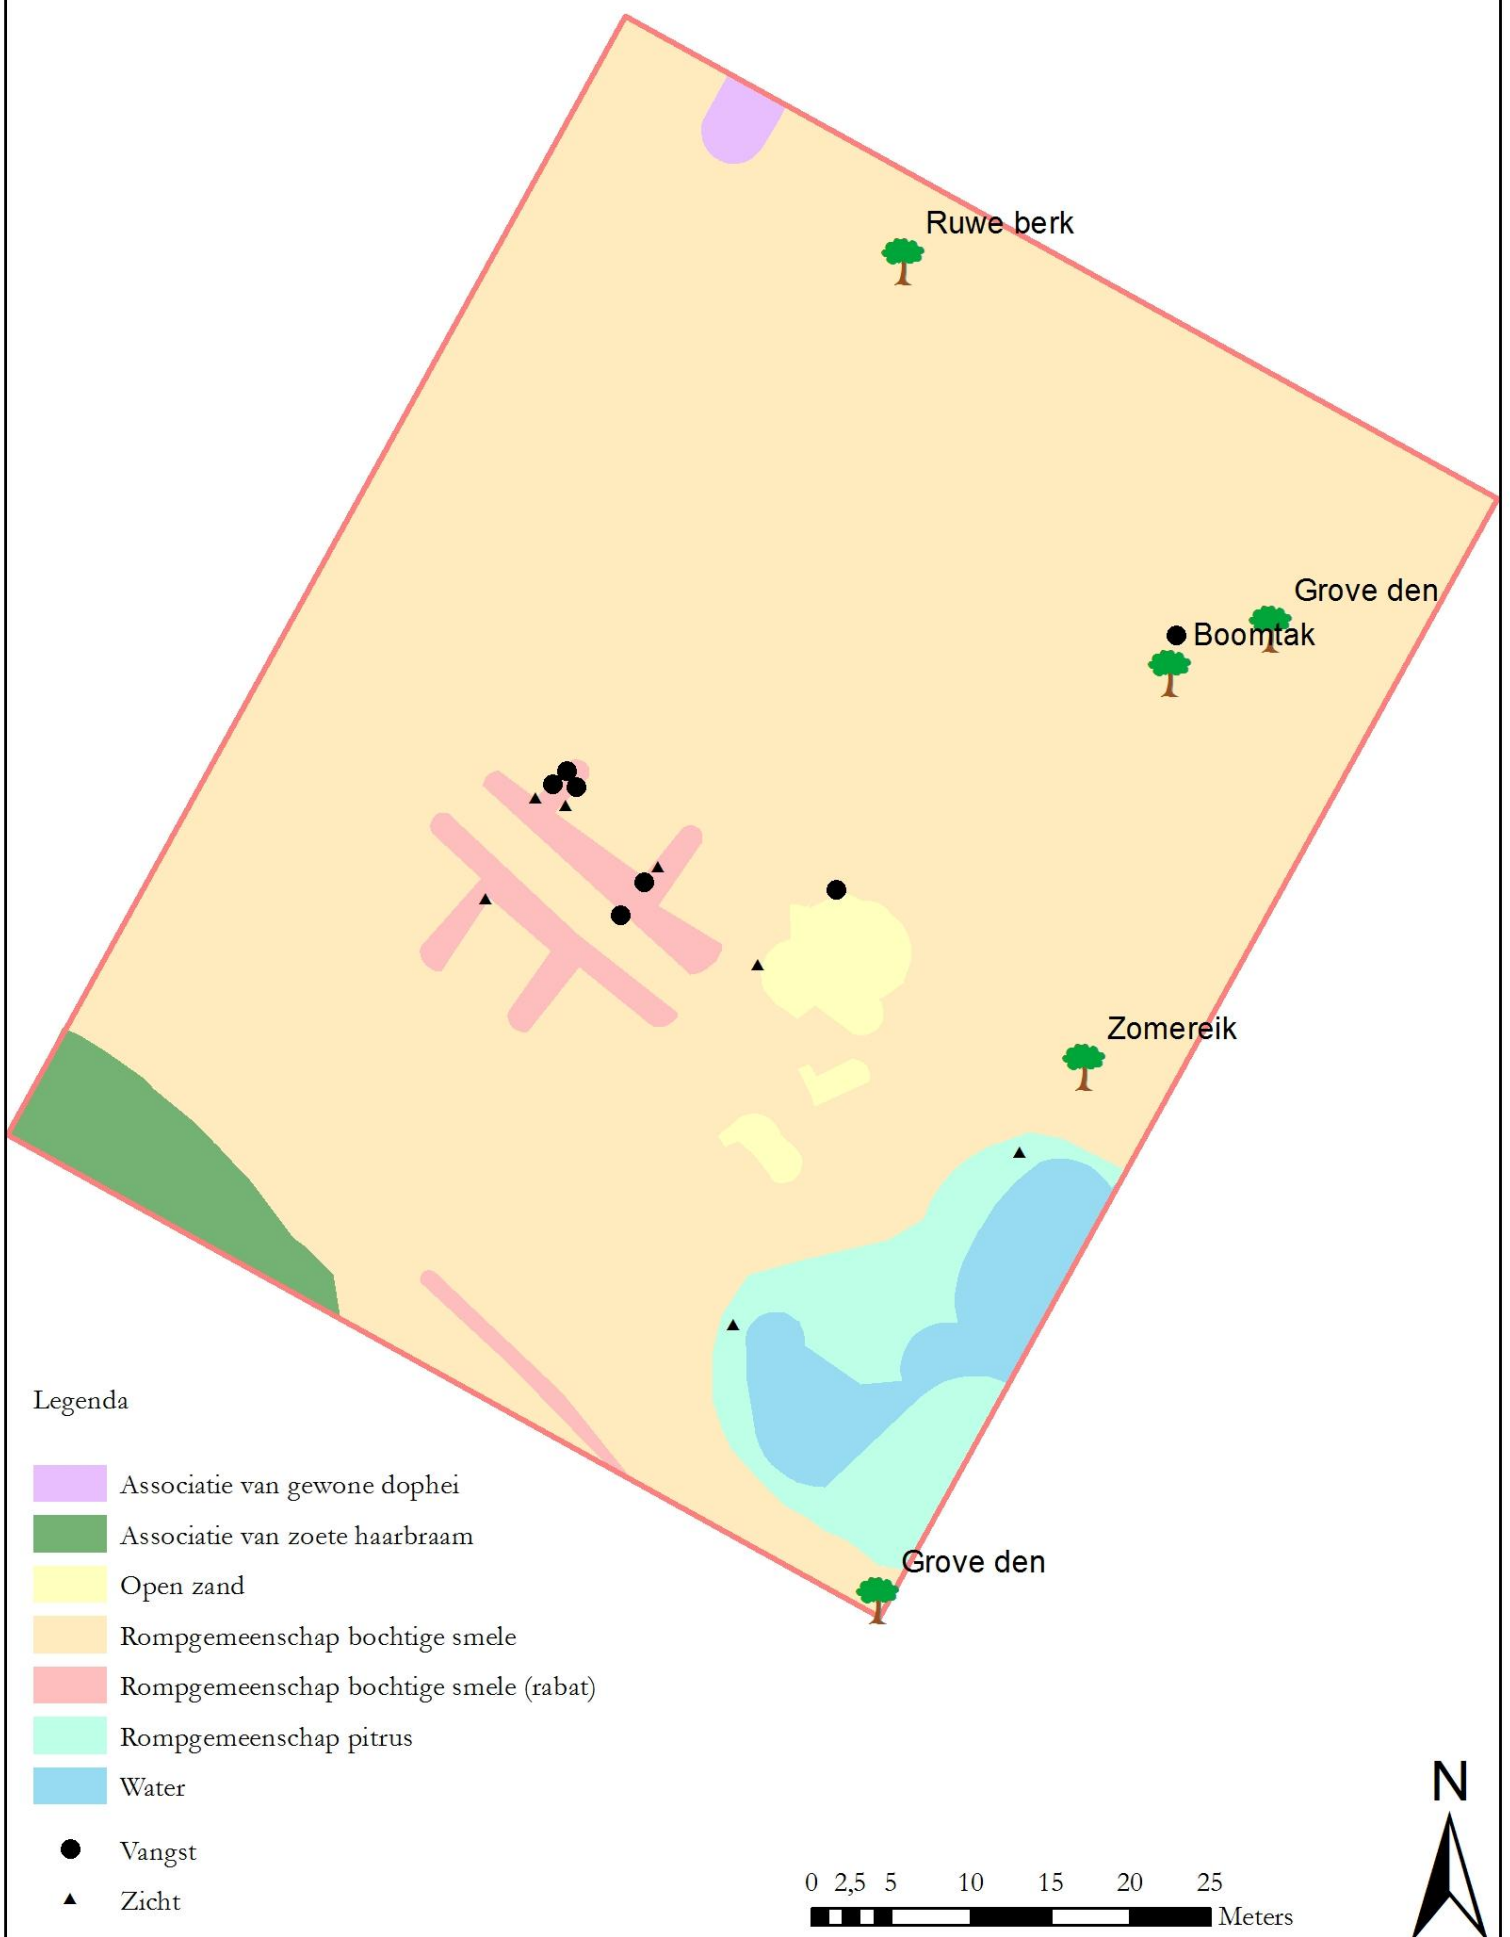 Ruwe berk
Grove den
Boomtak
Zomereik
Grove den
Legenda
Associatie van gewone dophei
Associatie van zoete haarbraam
Open zand
Rompgemeenschap bochtige smele
Rompgemeenschap bochtige smele (rabat)
Rompgemeenschap pitrus
Water
Vangst
Zicht
0 2,5 5 10 15 20 25
Meters
N